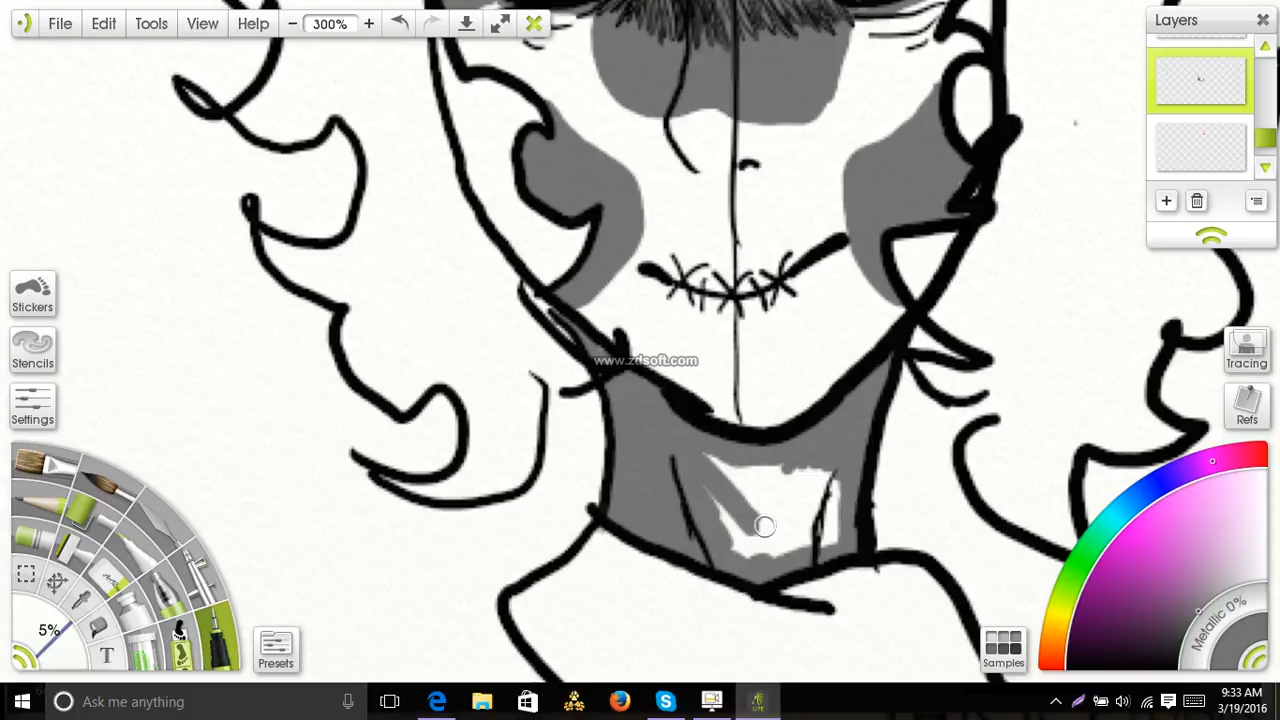 File Edit Tools View Help − 300% +
Layers
www.zdsoft.com
Stickers
Stencils
Settings
Tracing
Refs
5%
T
Presets
Samples
Metallic 0%
Ask me anything
LITE
9:33 AM
3/19/2016